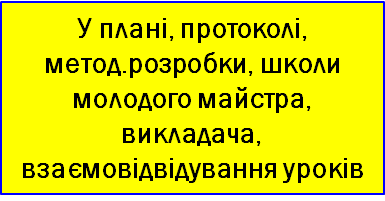 У плані, протоколі,
метод.розробки, школи
молодого майстра,
викладача,
взаємовідвідування уроків